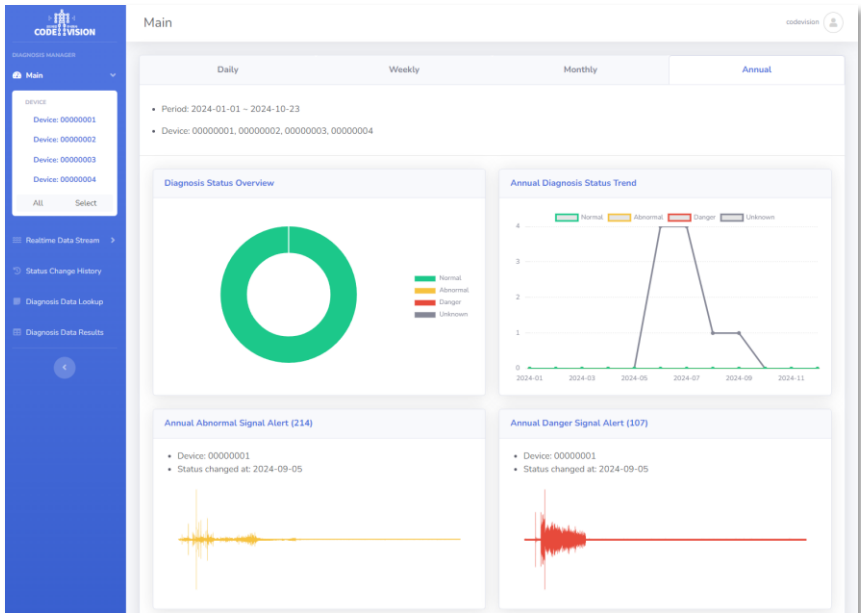 CODE VISION
Main
codevision
DIAGNOSIS MANAGER
Main
DEVICE
Device: 00000001
Device: 00000002
Device: 00000003
Device: 00000004
All Select
Realtime Data Stream
Status Change History
Diagnosis Data Lookup
Diagnosis Data Results
Daily Weekly Monthly Annual
• Period: 2024-01-01 ~ 2024-10-23
• Device: 00000001, 00000002, 00000003, 00000004
Diagnosis Status Overview
Normal
Abnormal
Danger
Unknown
Annual Diagnosis Status Trend
Normal Abnormal Danger Unknown
4
3
2
1
0
2024-01 2024-03 2024-05 2024-07 2024-09 2024-11
Annual Abnormal Signal Alert (214)
• Device: 00000001
• Status changed at: 2024-09-05
Annual Danger Signal Alert (107)
• Device: 00000001
• Status changed at: 2024-09-05